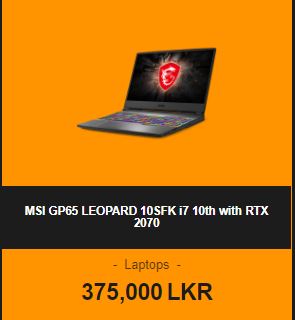 MSI GP65 LEOPARD 10SFK i7 10th with RTX
2070
- Laptops -
375,000 LKR